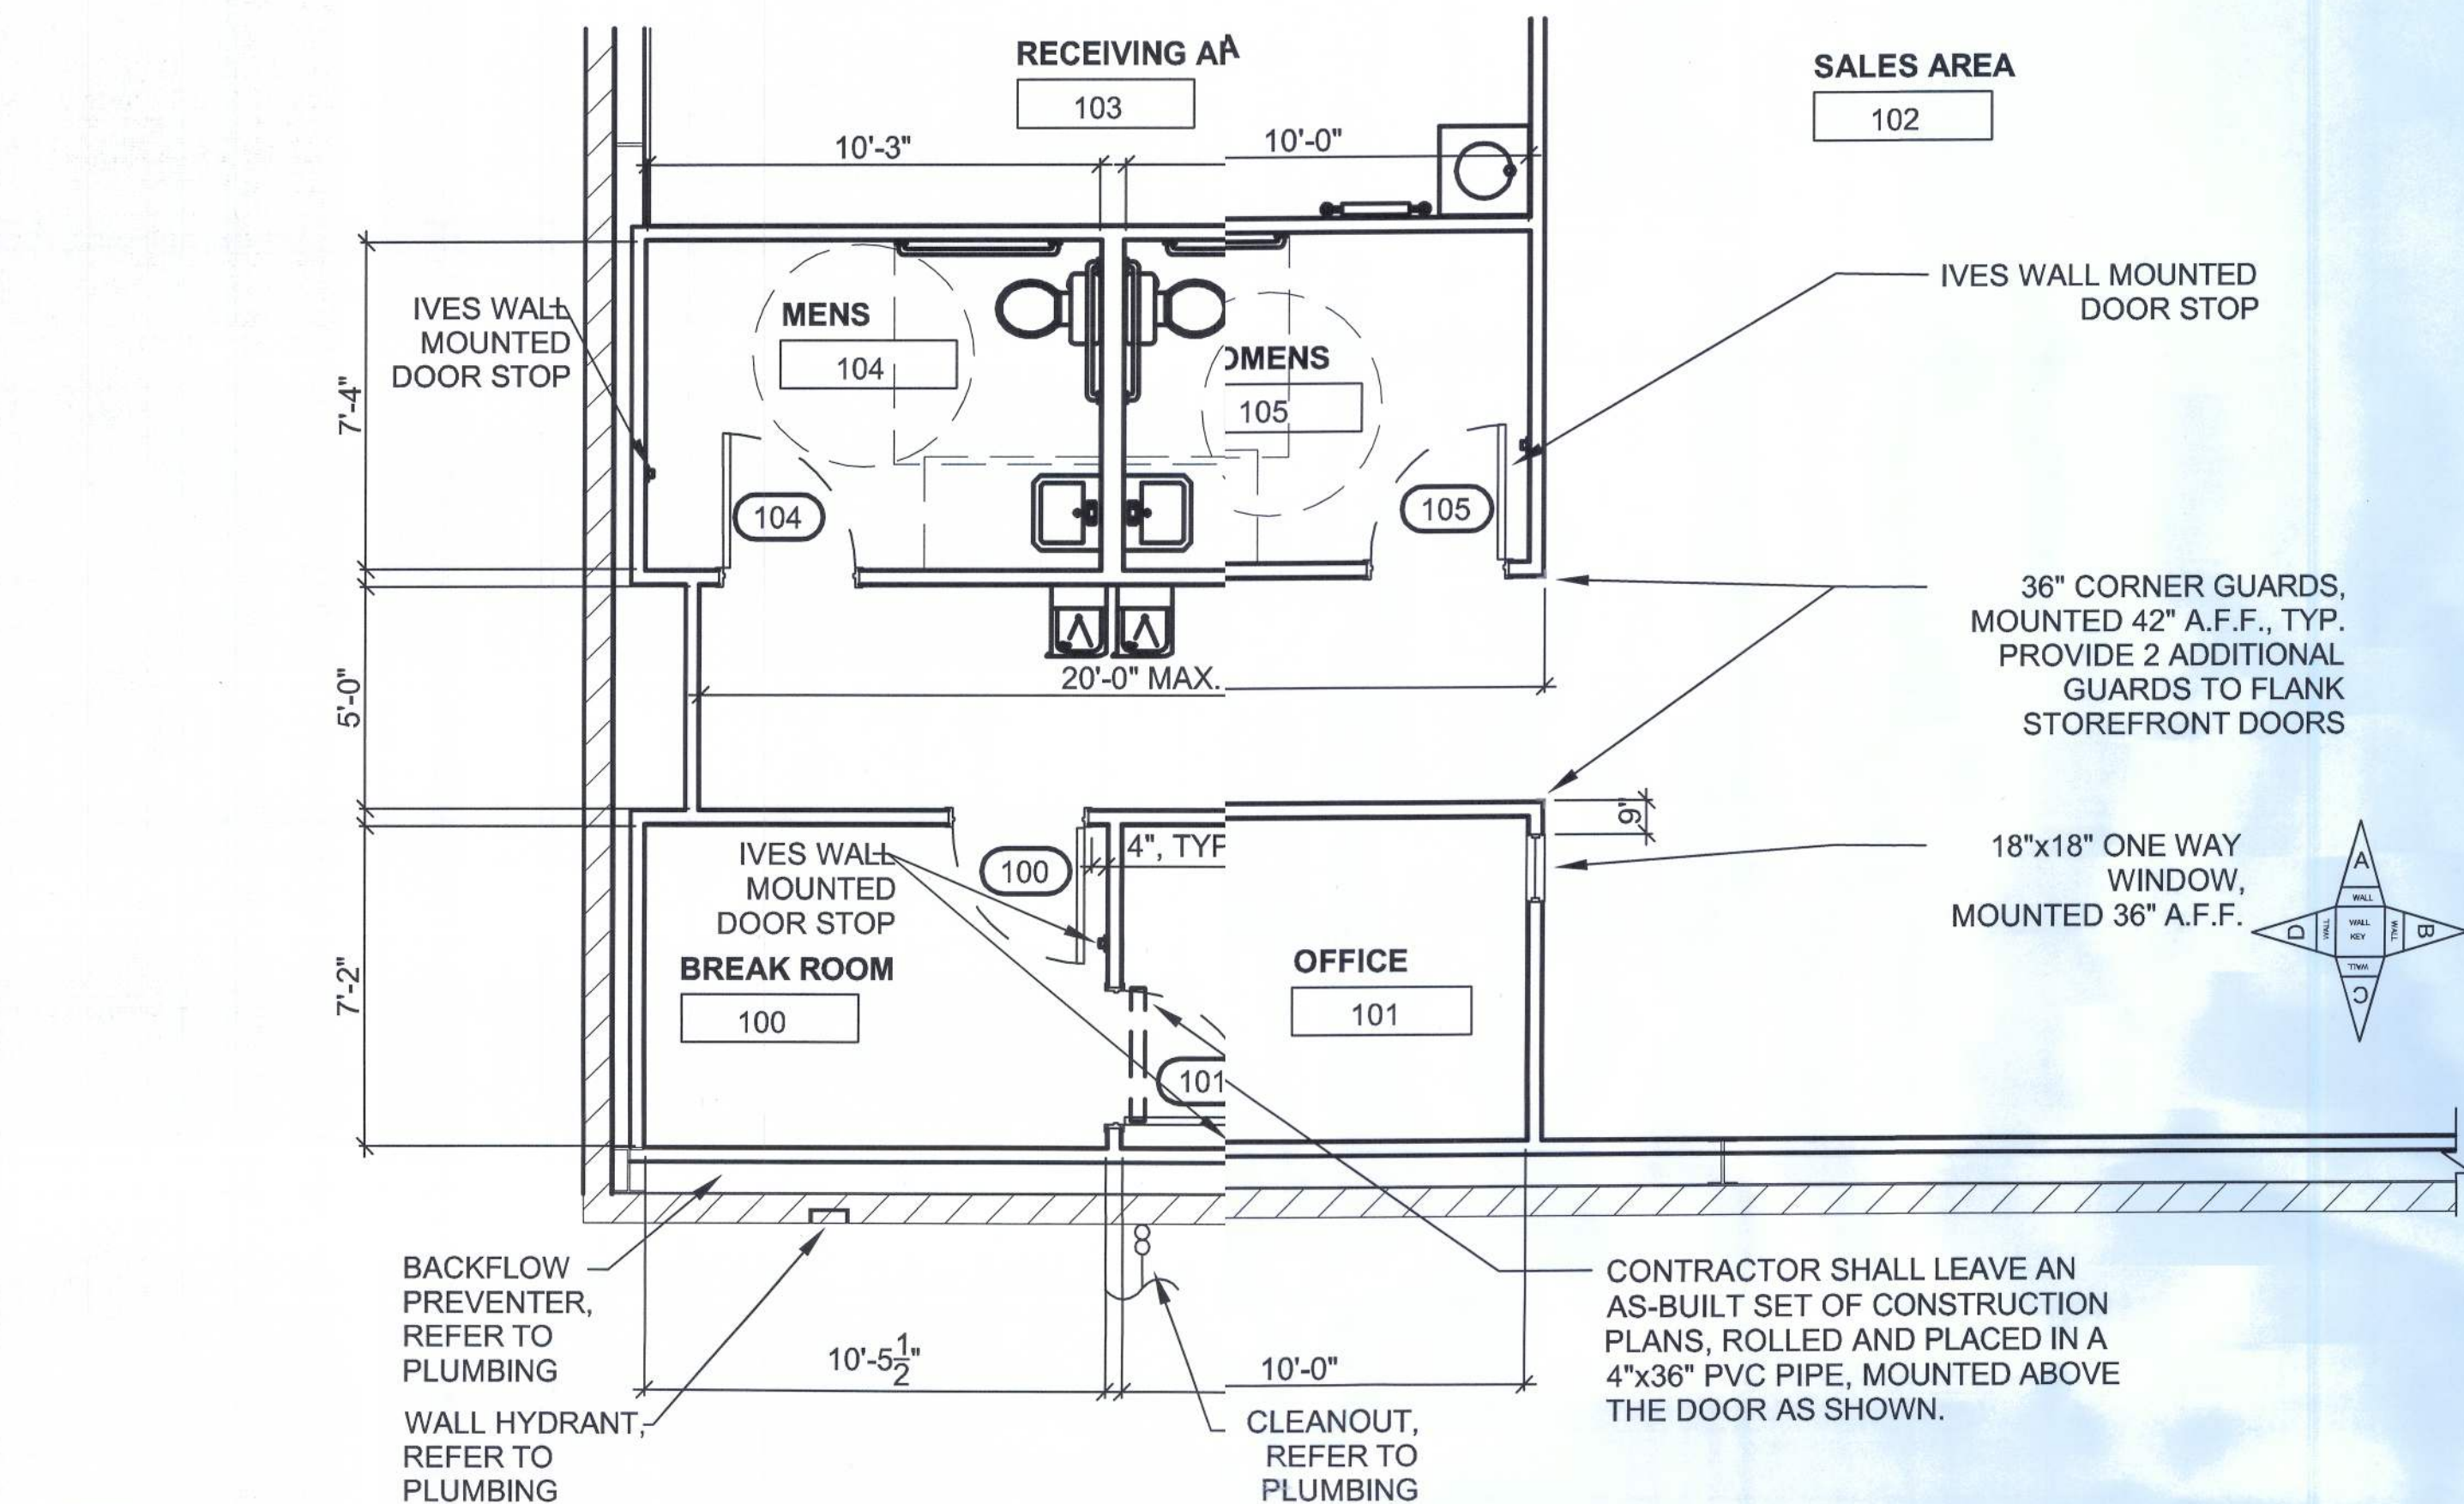 RECEIVING A
103
SALES AREA
102
10'-3"
10'-0"
IVES WALL
MOUNTED
DOOR STOP
MENS
104
OMENS
105
IVES WALL MOUNTED
DOOR STOP
7'-4"
104
105
36" CORNER GUARDS,
MOUNTED 42" A.F.F., TYP.
PROVIDE 2 ADDITIONAL
GUARDS TO FLANK
STOREFRONT DOORS
5'-0"
20'-0" MAX.
9"
IVES WALL
MOUNTED
DOOR STOP
100
4", TYP
18"x18" ONE WAY
WINDOW,
MOUNTED 36" A.F.F.
A
WALL
D
WALL
WALL
KEY
WALL
B
WALL
C
7'-2"
BREAK ROOM
100
OFFICE
101
101
BACKFLOW
PREVENTER,
REFER TO
PLUMBING
WALL HYDRANT,
REFER TO
PLUMBING
10'-5 1/2"
10'-0"
CLEANOUT,
REFER TO
PLUMBING
CONTRACTOR SHALL LEAVE AN
AS-BUILT SET OF CONSTRUCTION
PLANS, ROLLED AND PLACED IN A
4"x36" PVC PIPE, MOUNTED ABOVE
THE DOOR AS SHOWN.